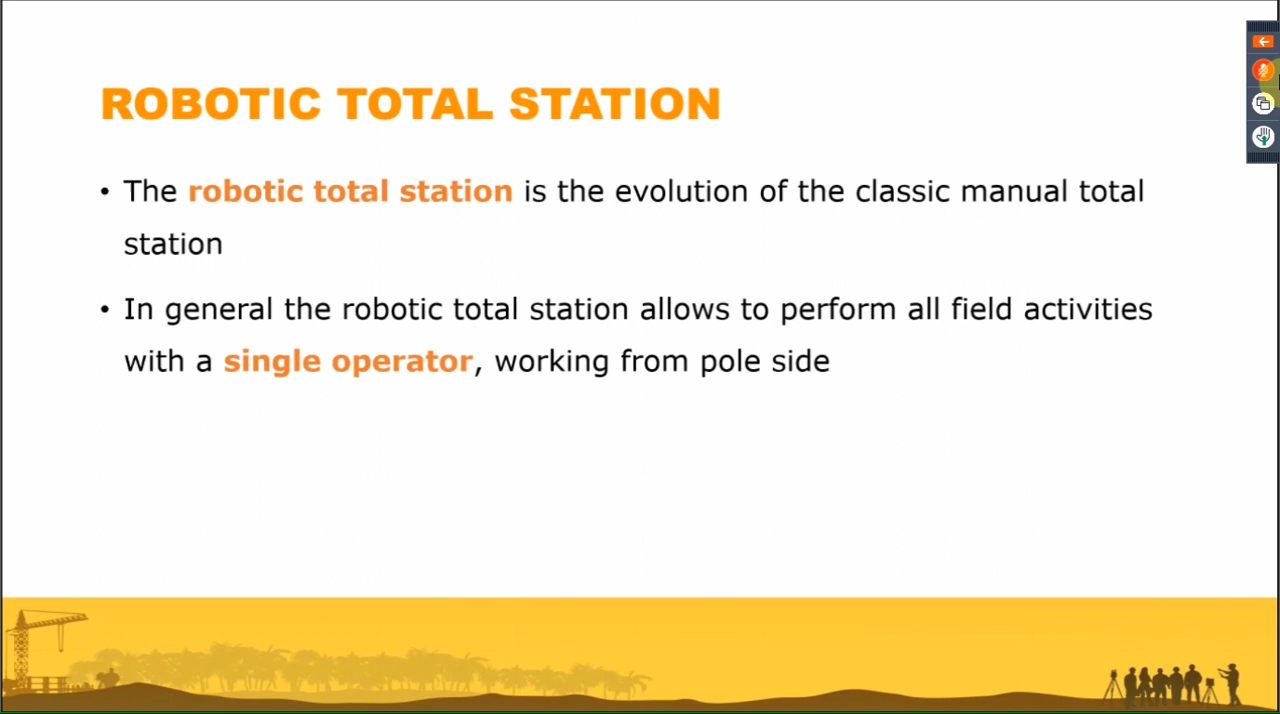 ROBOTIC TOTAL STATION
• The robotic total station is the evolution of the classic manual total
station
• In general the robotic total station allows to perform all field activities
with a single operator, working from pole side